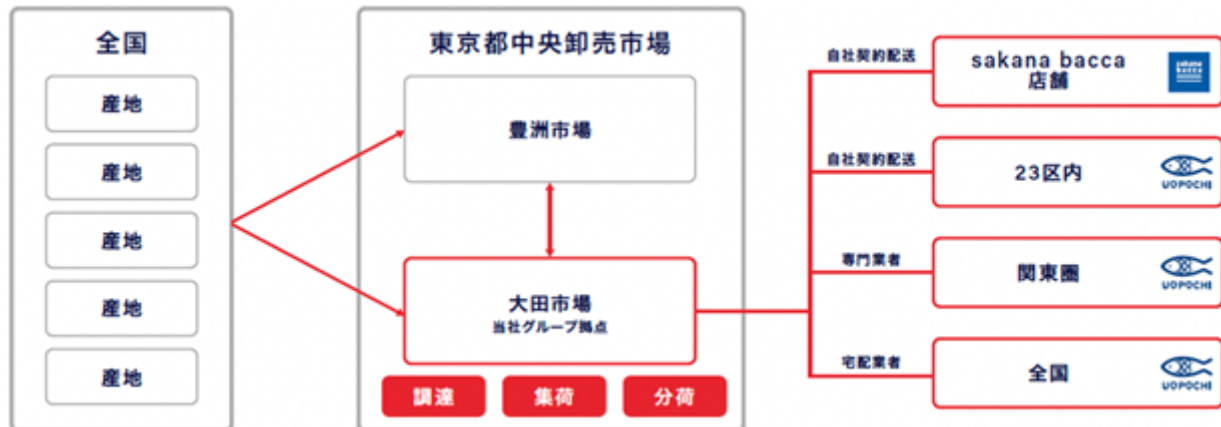 全国
産地
産地
産地
産地
産地
東京都中央卸売市場
豊洲市場
大田市場
当社グループ拠点
調達
集荷
分荷
自社契約配送
sakana bacca
店舗
sakana
bacca
自社契約配送
23区内
UOPOCHI
専門業者
関東圏
UOPOCHI
宅配業者
全国
UOPOCHI